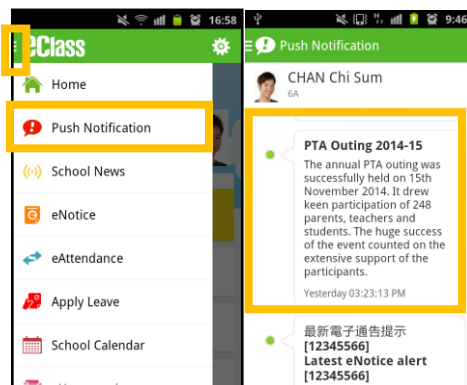 16:58
eClass
Home
Push Notification
School News
eNotice
eAttendance
Apply Leave
School Calendar
9:46
Push Notification
CHAN Chi Sum
6A
PTA Outing 2014-15
The annual PTA outing was
successfully held on 15th
November 2014. It drew
keen participation of 248
parents, teachers and
students. The huge success
of the event counted on the
extensive support of the
participants.
Yesterday 03:23:13 PM
最新電子通告提示
[12345566]
Latest eNotice alert
[12345566]